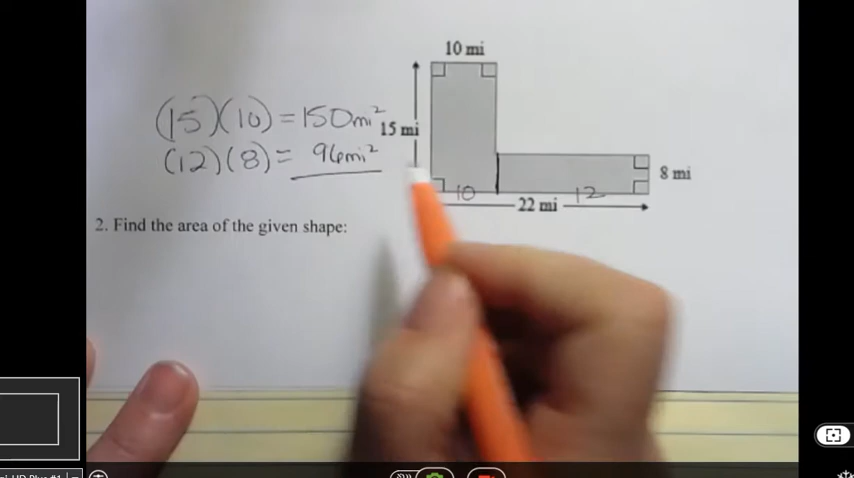 10 mi
(15)(10) = 150mi²
15 mi
(12)(8) = 96mi²
8 mi
10
12
22 mi
2. Find the area of the given shape: